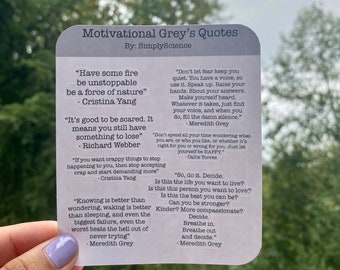 Motivational Grey's Quotes
By: SimplyScience
"Have some fire
be unstoppable
be a force of nature"
- Cristina Yang
"It's good to be scared. It
means you still have
something to lose"
- Richard Webber
"If you want crappy things to stop
happening to you, then stop accepting
crap and start demanding more"
- Cristina Yang
"Knowing is better than
wondering, waking is better
than sleeping, and even the
biggest failure, even the
worst beats the hell out of
never trying"
- Meredith Grey
"Don't let fear keep you
quiet. You have a voice, so
use it. Speak up. Raise your
hands. Shout your answers.
Make yourself heard.
Whatever it takes, just find
your voice, and when you
do, fill the damn silence."
- Meredith Grey
"Don't spend all your time wondering what
you are, or who you like, or whether it's
right for you or wrong for you. Just let
yourself be HAPPY."
- Callie Torres
"So, do it. Decide.
Is this the life you want to live?
Is this this person you want to love?
Is this the best you can be?
Can you be stronger?
Kinder? More compassionate?
Decide.
Breathe in.
Breathe out
and decide."
- Meredith Grey